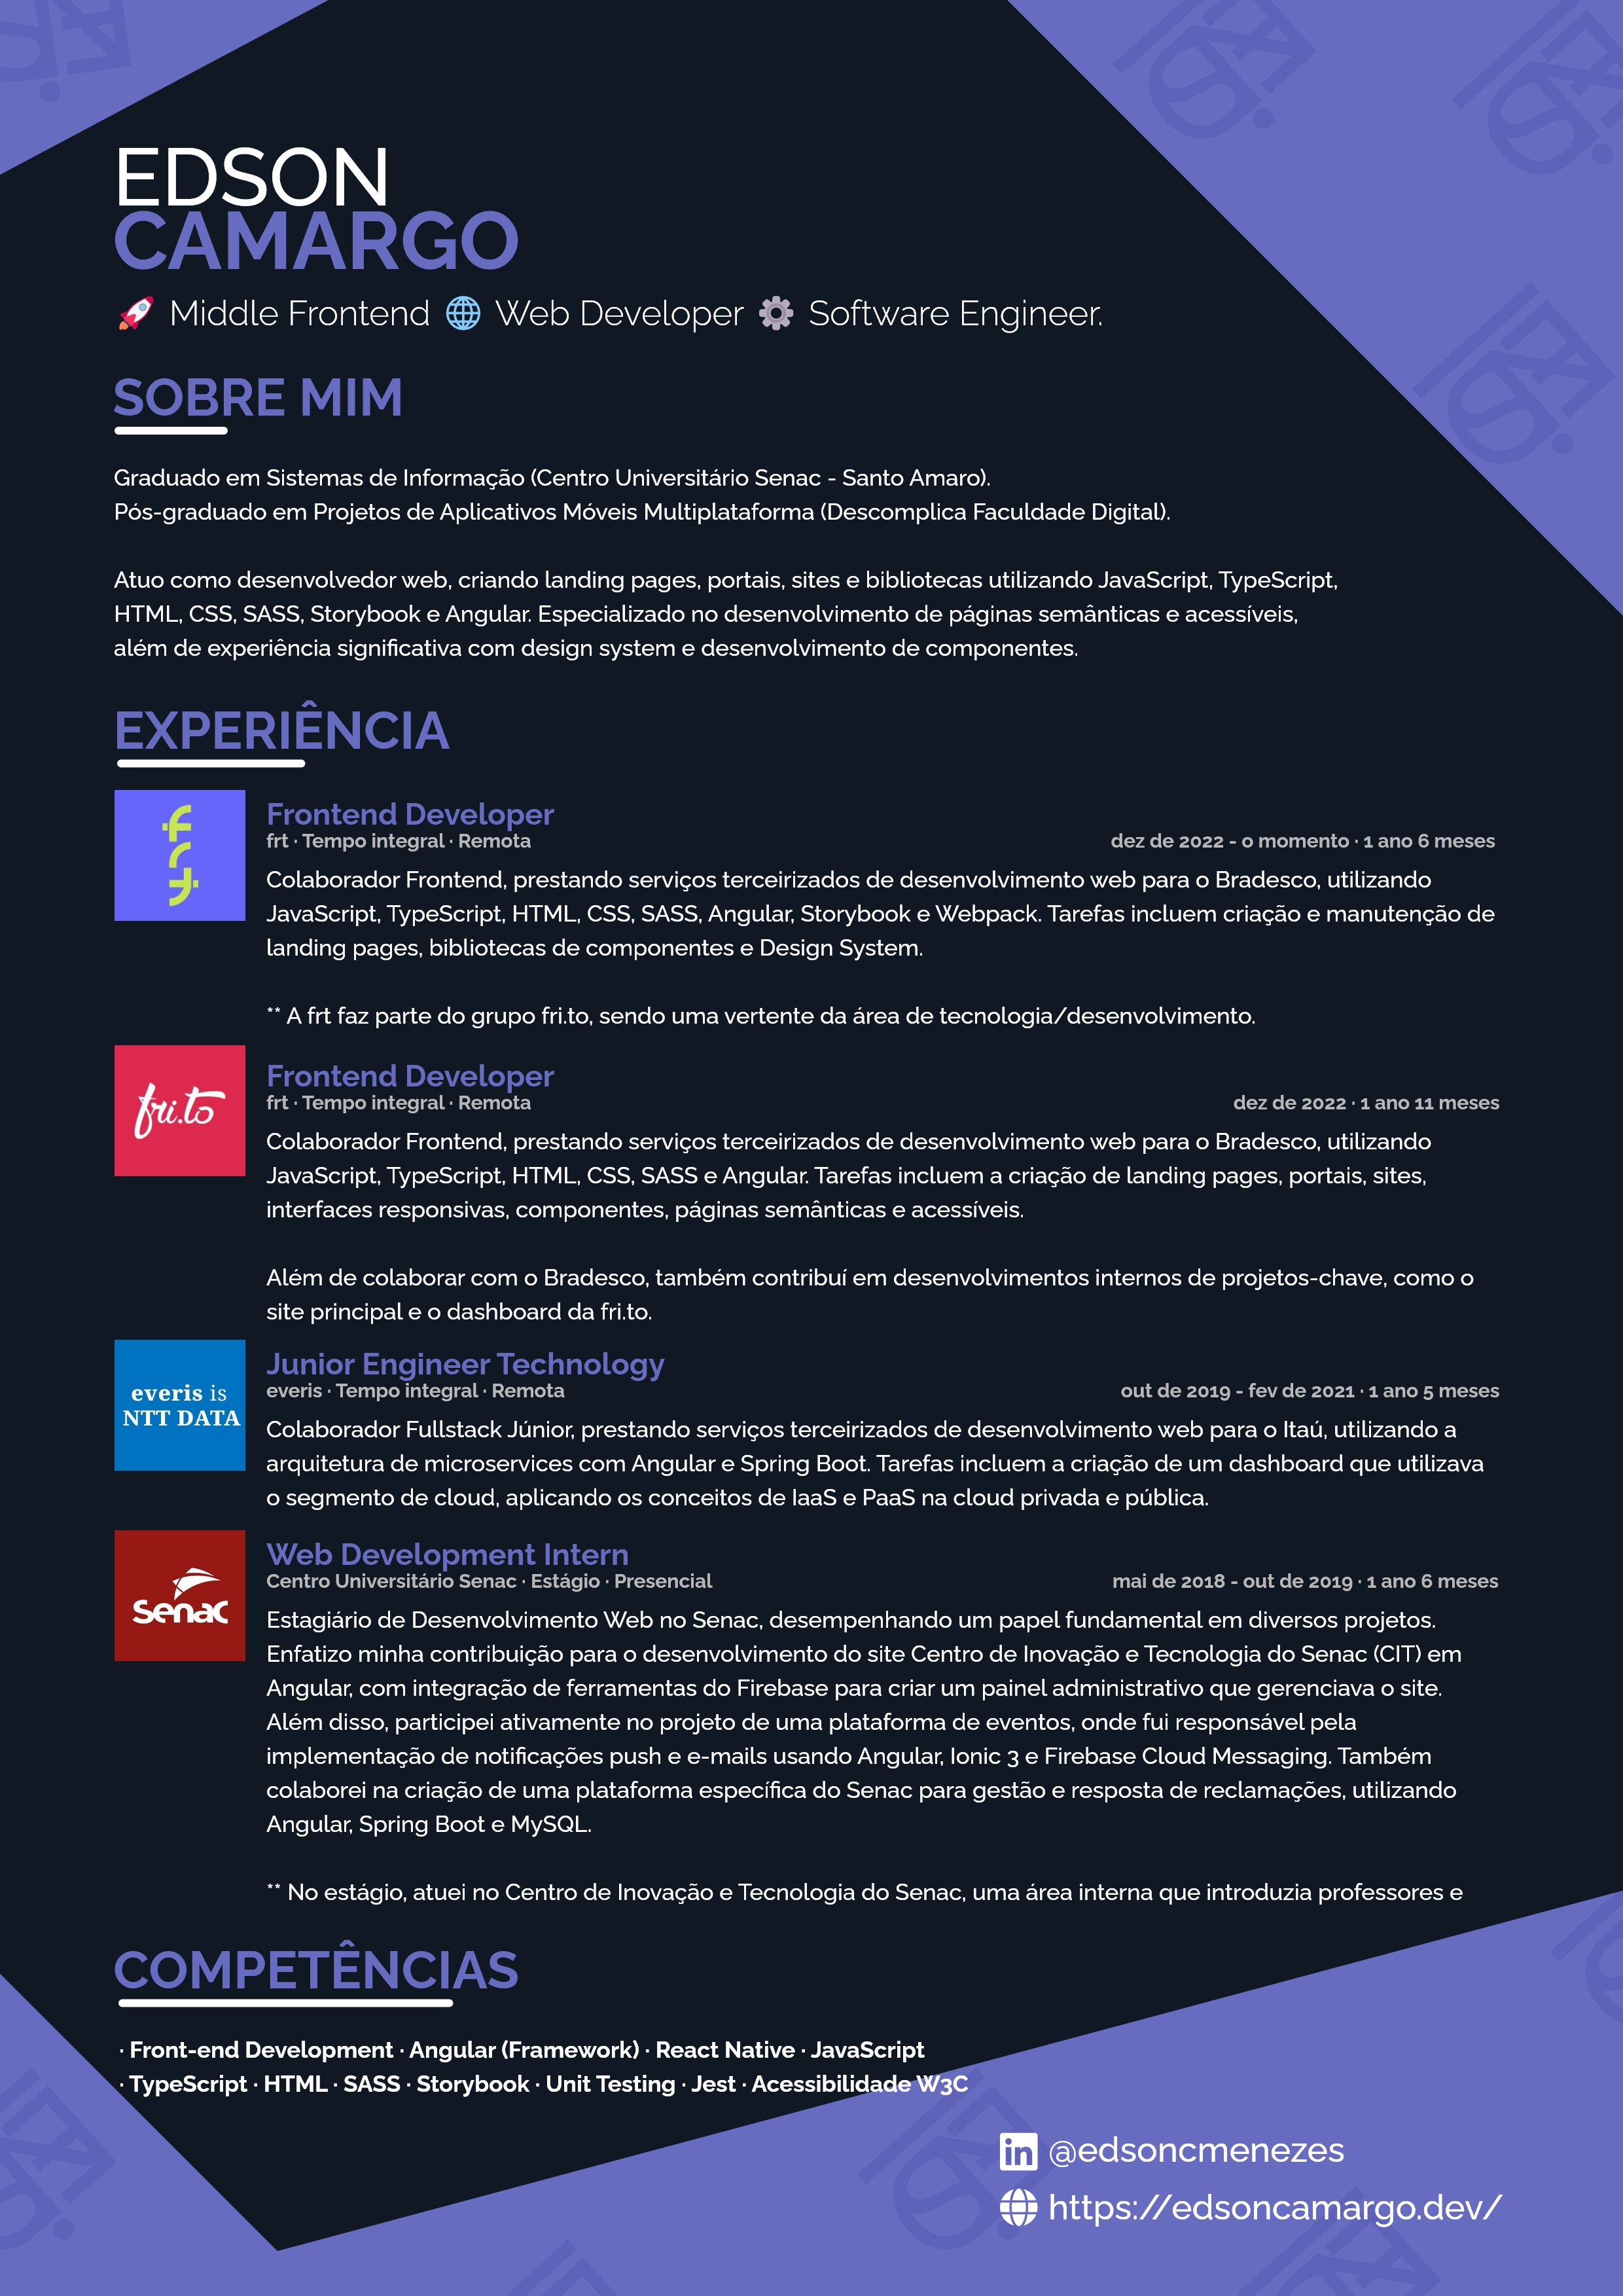 EDSON
CAMARGO
🚀 Middle Frontend 🌐 Web Developer ⚙️ Software Engineer.
SOBRE MIM
Graduado em Sistemas de Informação (Centro Universitário Senac - Santo Amaro).
Pós-graduado em Projetos de Aplicativos Móveis Multiplataforma (Descomplica Faculdade Digital).
Atuo como desenvolvedor web, criando landing pages, portais, sites e bibliotecas utilizando JavaScript, TypeScript,
HTML, CSS, SASS, Storybook e Angular. Especializado no desenvolvimento de páginas semânticas e acessíveis,
além de experiência significativa com design system e desenvolvimento de componentes.
EXPERIÊNCIA
frt
Frontend Developer
frt · Tempo integral · Remota dez de 2022 - o momento · 1 ano 6 meses
Colaborador Frontend, prestando serviços terceirizados de desenvolvimento web para o Bradesco, utilizando
JavaScript, TypeScript, HTML, CSS, SASS, Angular, Storybook e Webpack. Tarefas incluem criação e manutenção de
landing pages, bibliotecas de componentes e Design System.
** A frt faz parte do grupo fri.to, sendo uma vertente da área de tecnologia/desenvolvimento.
fri.to
Frontend Developer
frt · Tempo integral · Remota dez de 2022 · 1 ano 11 meses
Colaborador Frontend, prestando serviços terceirizados de desenvolvimento web para o Bradesco, utilizando
JavaScript, TypeScript, HTML, CSS, SASS e Angular. Tarefas incluem a criação de landing pages, portais, sites,
interfaces responsivas, componentes, páginas semânticas e acessíveis.
Além de colaborar com o Bradesco, também contribuí em desenvolvimentos internos de projetos-chave, como o
site principal e o dashboard da fri.to.
everis is
NTT DATA
Junior Engineer Technology
everis · Tempo integral · Remota out de 2019 - fev de 2021 · 1 ano 5 meses
Colaborador Fullstack Júnior, prestando serviços terceirizados de desenvolvimento web para o Itaú, utilizando a
arquitetura de microservices com Angular e Spring Boot. Tarefas incluem a criação de um dashboard que utilizava
o segmento de cloud, aplicando os conceitos de IaaS e PaaS na cloud privada e pública.
Senac
Web Development Intern
Centro Universitário Senac · Estágio · Presencial mai de 2018 - out de 2019 · 1 ano 6 meses
Estagiário de Desenvolvimento Web no Senac, desempenhando um papel fundamental em diversos projetos.
Enfatizo minha contribuição para o desenvolvimento do site Centro de Inovação e Tecnologia do Senac (CIT) em
Angular, com integração de ferramentas do Firebase para criar um painel administrativo que gerenciava o site.
Além disso, participei ativamente no projeto de uma plataforma de eventos, onde fui responsável pela
implementação de notificações push e e-mails usando Angular, Ionic 3 e Firebase Cloud Messaging. Também
colaborei na criação de uma plataforma específica do Senac para gestão e resposta de reclamações, utilizando
Angular, Spring Boot e MySQL.
** No estágio, atuei no Centro de Inovação e Tecnologia do Senac, uma área interna que introduzia professores e
COMPETÊNCIAS
· Front-end Development · Angular (Framework) · React Native · JavaScript
· TypeScript · HTML · SASS · Storybook · Unit Testing · Jest · Acessibilidade W3C
in @edsoncmenezes
https://edsoncamargo.dev/